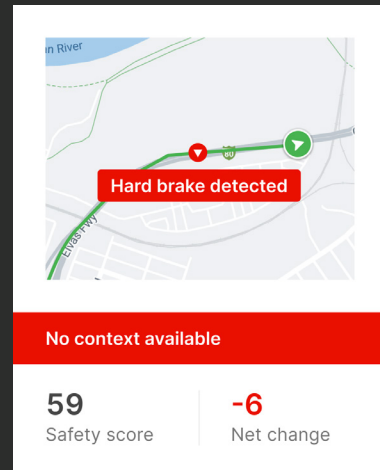 n River
80
Hard brake detected
Elvas Fwy
No context available
59
Safety score
-6
Net change